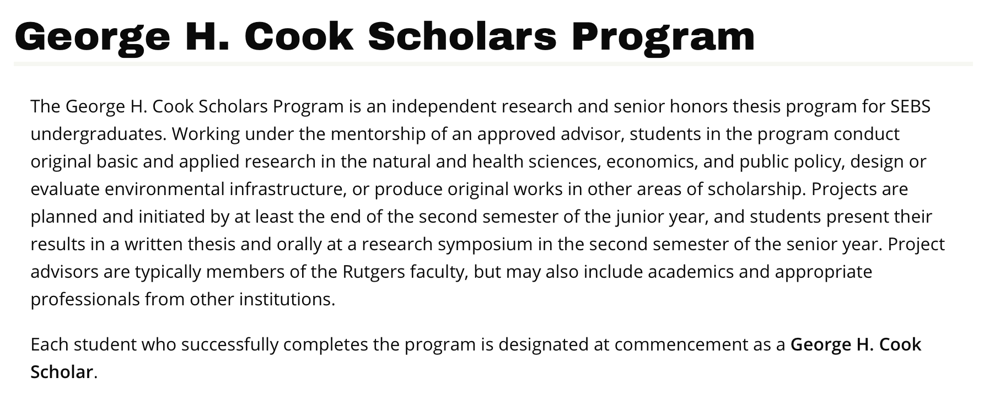 George H. Cook Scholars Program
The George H. Cook Scholars Program is an independent research and senior honors thesis program for SEBS
undergraduates. Working under the mentorship of an approved advisor, students in the program conduct
original basic and applied research in the natural and health sciences, economics, and public policy, design or
evaluate environmental infrastructure, or produce original works in other areas of scholarship. Projects are
planned and initiated by at least the end of the second semester of the junior year, and students present their
results in a written thesis and orally at a research symposium in the second semester of the senior year. Project
advisors are typically members of the Rutgers faculty, but may also include academics and appropriate
professionals from other institutions.
Each student who successfully completes the program is designated at commencement as a George H. Cook
Scholar.